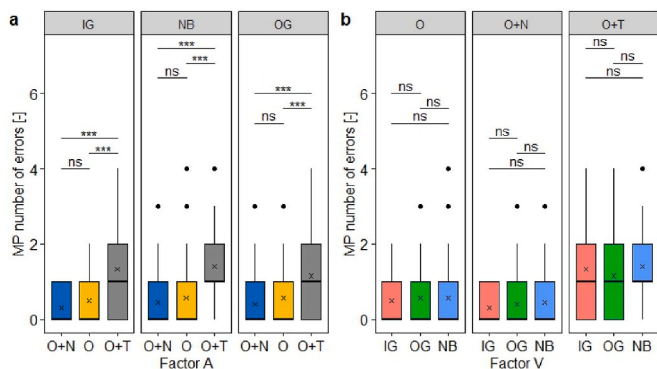 a
IG NB OG
MP number of errors [-]
6
4
2
0
***
ns ***
***
ns ***
***
ns ***
O+N O O+T O+N O O+T O+N O O+T
Factor A
b
O O+N O+T
MP number of errors [-]
6
4
2
0
ns
ns
ns
ns
ns
ns
ns
ns
ns
IG OG NB IG OG NB IG OG NB
Factor V